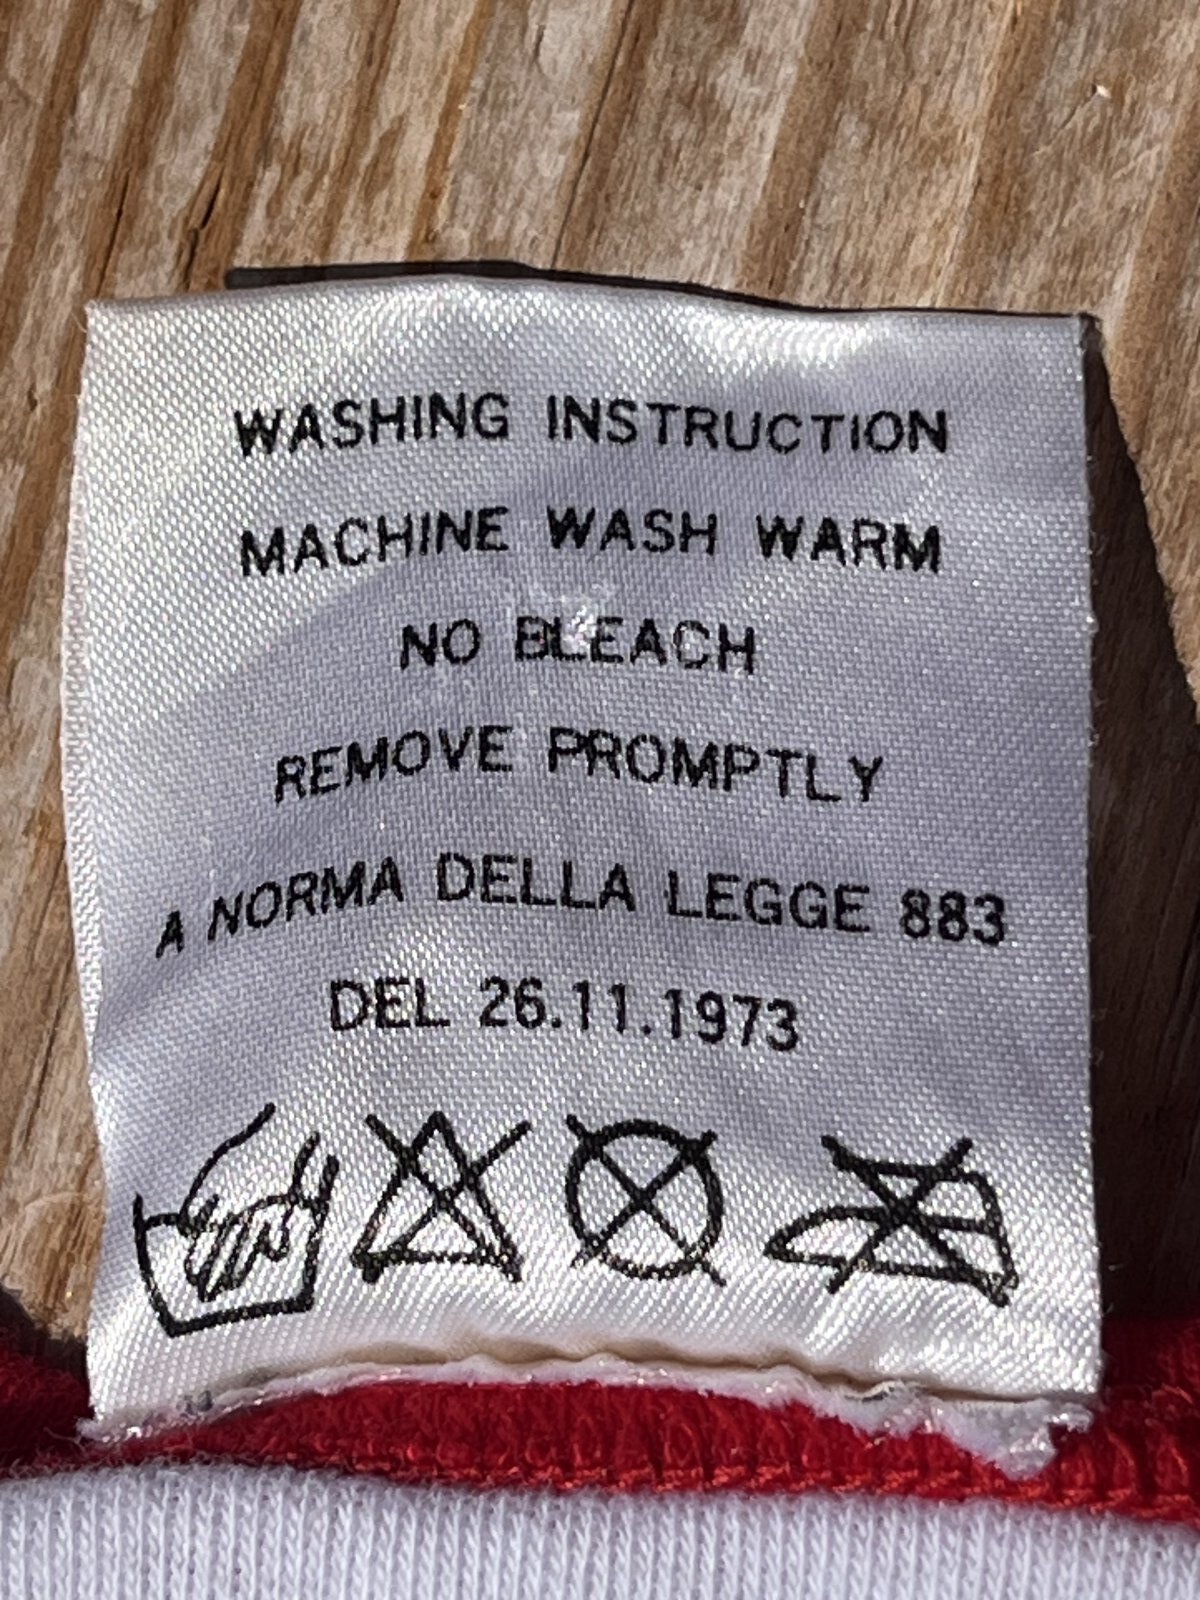 WASHING INSTRUCTION
MACHINE WASH WARM
NO BLEACH
REMOVE PROMPTLY
A NORMA DELLA LEGGE 883
DEL 26.11.1973